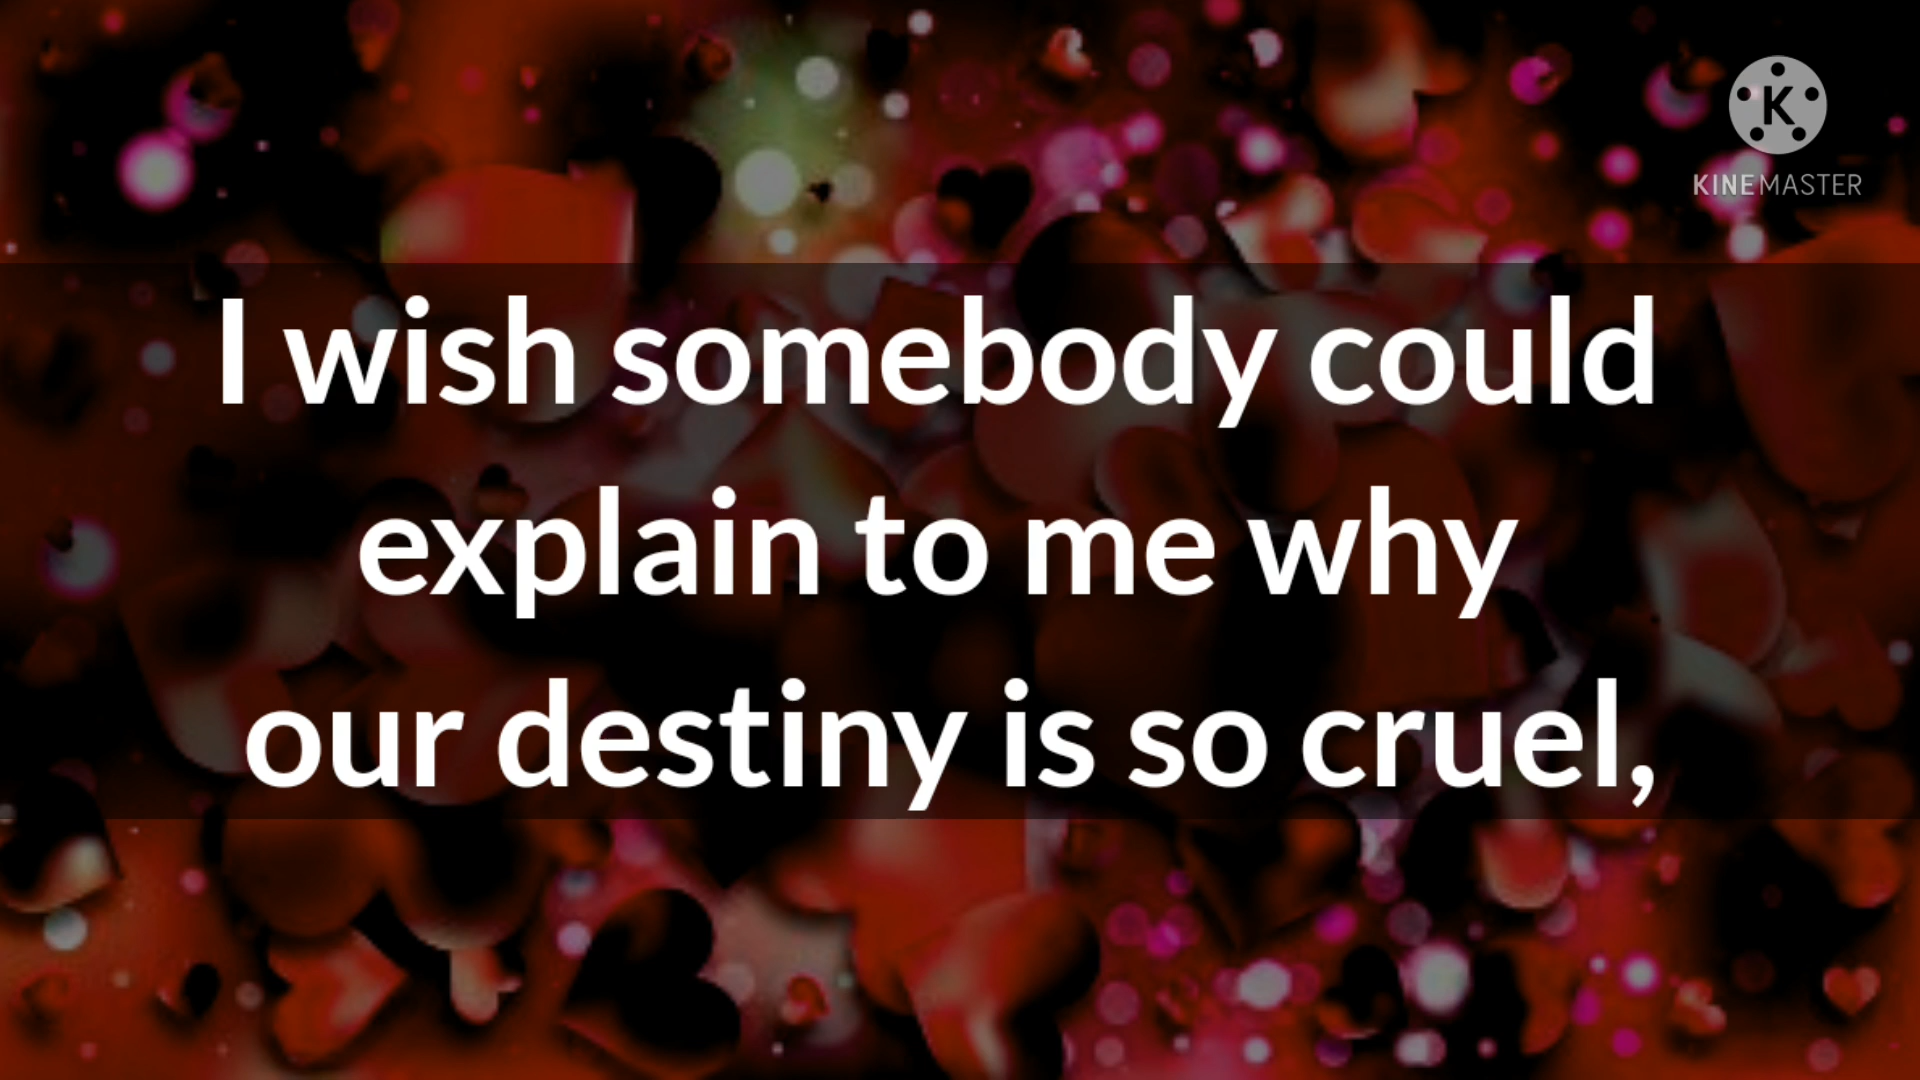 K
KINEMASTER
I wish somebody could
explain to me why
our destiny is so cruel,